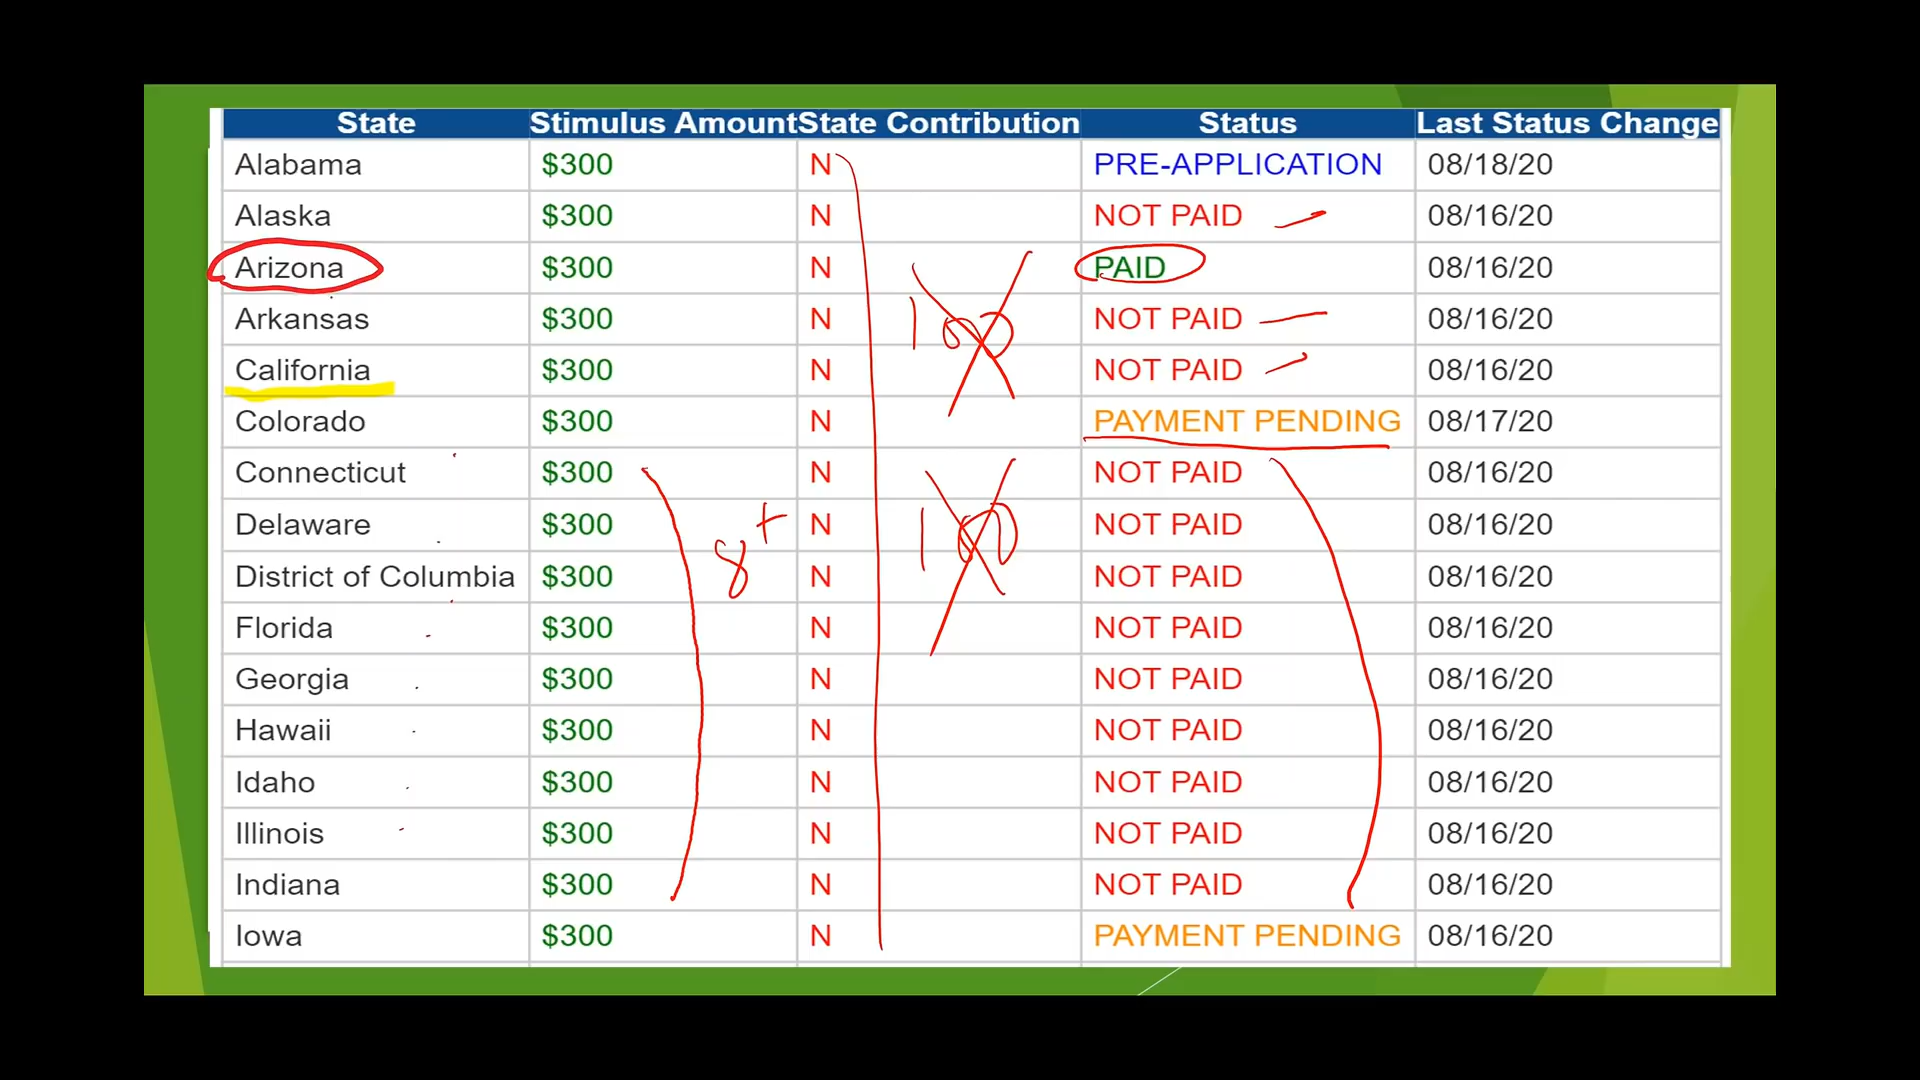 State Stimulus Amount State Contribution Status Last Status Change
Alabama $300 N PRE-APPLICATION 08/18/20
Alaska $300 N NOT PAID 08/16/20
Arizona $300 N PAID 08/16/20
Arkansas $300 N 100 NOT PAID 08/16/20
California $300 N NOT PAID 08/16/20
Colorado $300 N PAYMENT PENDING 08/17/20
Connecticut $300 N NOT PAID 08/16/20
Delaware $300 8+ N 100 NOT PAID 08/16/20
District of Columbia $300 N NOT PAID 08/16/20
Florida $300 N NOT PAID 08/16/20
Georgia $300 N NOT PAID 08/16/20
Hawaii $300 N NOT PAID 08/16/20
Idaho $300 N NOT PAID 08/16/20
Illinois $300 N NOT PAID 08/16/20
Indiana $300 N NOT PAID 08/16/20
Iowa $300 N PAYMENT PENDING 08/16/20